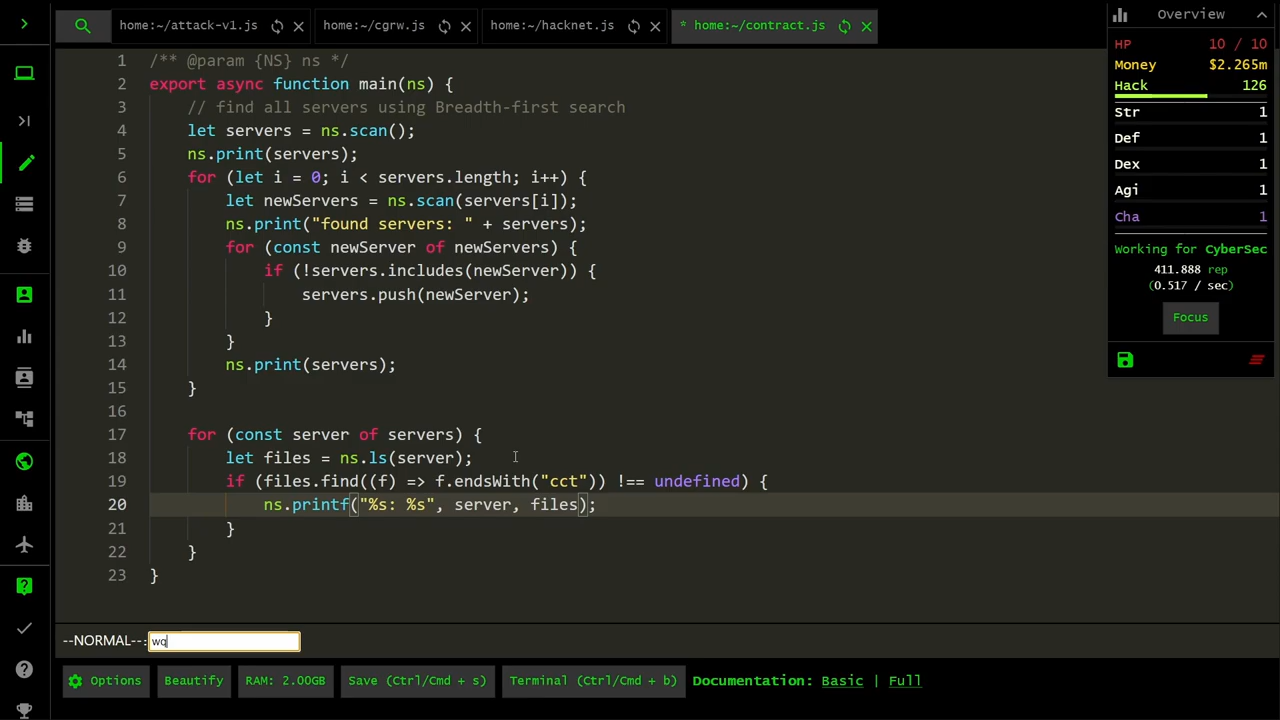 home:~/attack-v1.js
home:~/cgrw.js
home:~/hacknet.js
* home:~/contract.js
1 /** @param {NS} ns */
2 export async function main(ns) {
3 // find all servers using Breadth-first search
4 let servers = ns.scan();
5 ns.print(servers);
6 for (let i = 0; i < servers.length; i++) {
7 let newServers = ns.scan(servers[i]);
8 ns.print("found servers: " + servers);
9 for (const newServer of newServers) {
10 if (!servers.includes(newServer)) {
11 servers.push(newServer);
12 }
13 }
14 ns.print(servers);
15 }
16
17 for (const server of servers) {
18 let files = ns.ls(server);
19 if (files.find((f) => f.endsWith("cct")) !== undefined) {
20 ns.printf("%s: %s", server, files);
21 }
22 }
23 }
--NORMAL--:wq
Options
Beautify
RAM: 2.00GB
Save (Ctrl/Cmd + s)
Terminal (Ctrl/Cmd + b)
Documentation: Basic | Full
Overview
HP 10 / 10
Money $2.265m
Hack 126
Str 1
Def 1
Dex 1
Agi 1
Cha 1
Working for CyberSec
411.888 rep
(0.517 / sec)
Focus